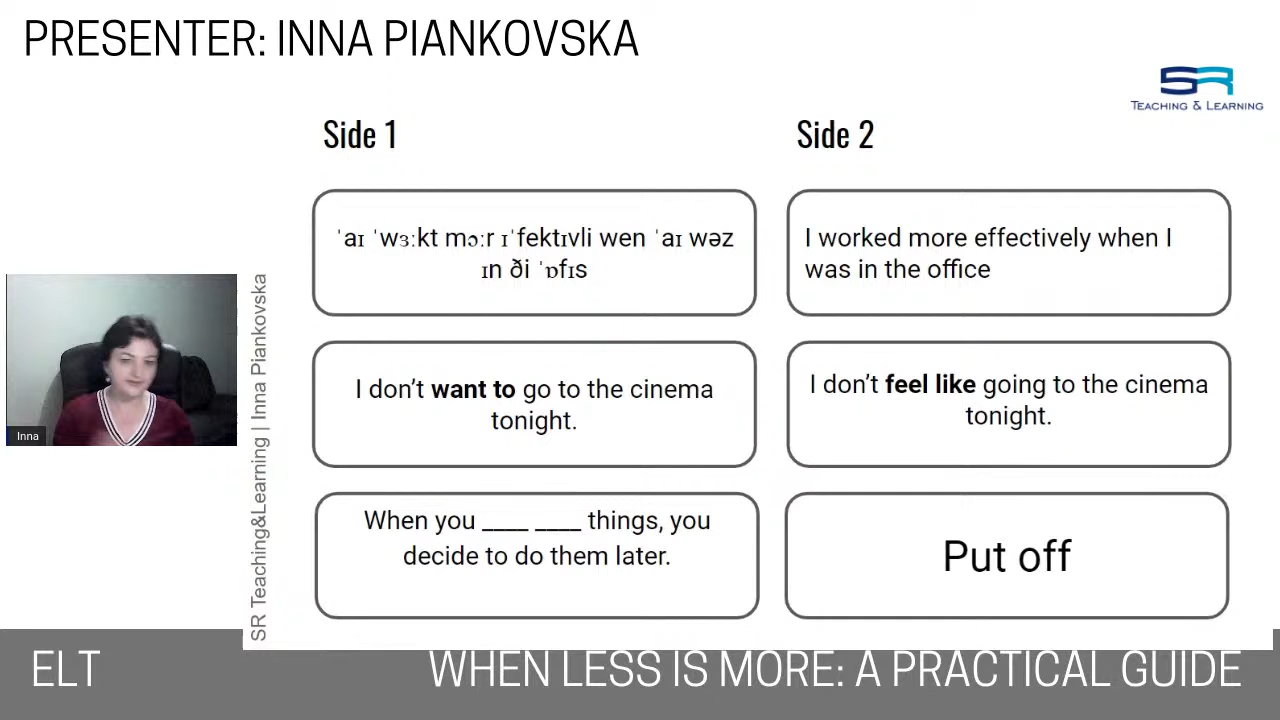 PRESENTER: INNA PIANKOVSKA
SR
TEACHING & LEARNING
Side 1
Side 2
ˈaɪ ˈwɜːkt mɔːr ɪˈfektɪvli wen ˈaɪ wəz
ɪn ði ˈɒfɪs
I worked more effectively when I
was in the office
I don’t want to go to the cinema
tonight.
I don’t feel like going to the cinema
tonight.
When you ____ ____ things, you
decide to do them later.
Put off
Inna
SR Teaching&Learning | Inna Piankovska
ELT
WHEN LESS IS MORE: A PRACTICAL GUIDE